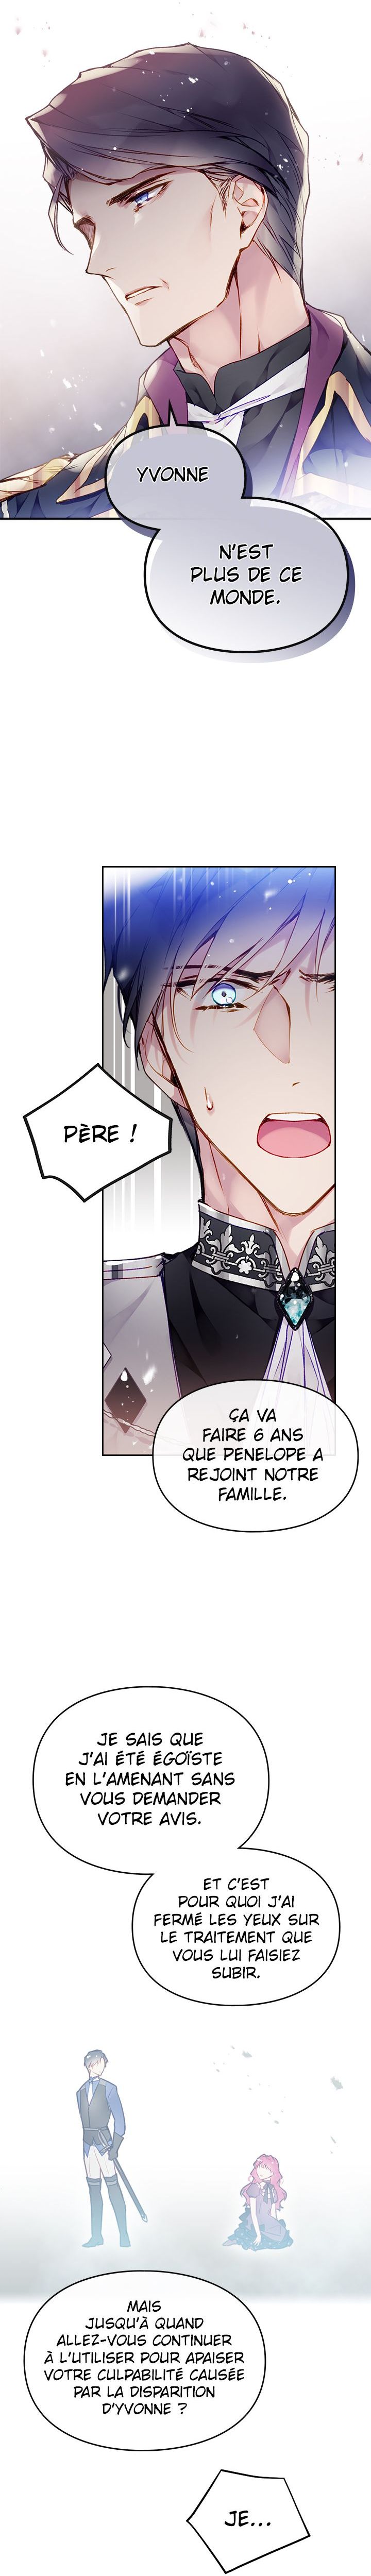 YVONNE
N'EST
PLUS DE CE
MONDE.
PÈRE !
ÇA VA
FAIRE 6 ANS
QUE PENELOPE A
REJOINT NOTRE
FAMILLE.
JE SAIS QUE
J'AI ÉTÉ ÉGOÏSTE
EN L'AMENANT SANS
VOUS DEMANDER
VOTRE AVIS.
ET C'EST
POUR QUOI J'AI
FERMÉ LES YEUX SUR
LE TRAITEMENT QUE
VOUS LUI FAISIEZ
SUBIR.
MAIS
JUSQU'À QUAND
ALLEZ-VOUS CONTINUER
À L'UTILISER POUR APAISER
VOTRE CULPABILITÉ CAUSÉE
PAR LA DISPARITION
D'YVONNE ?
JE...